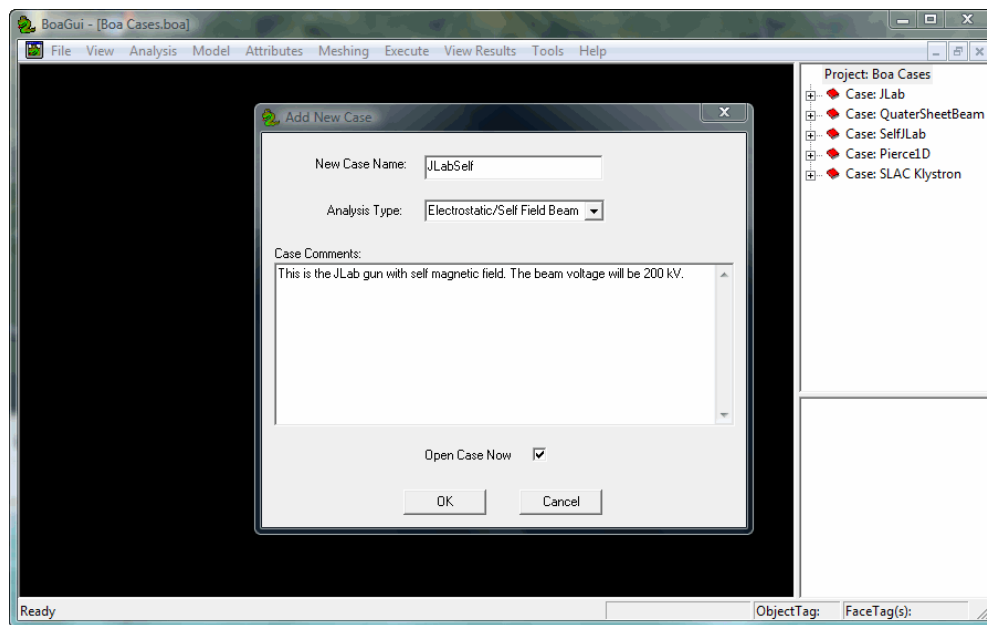 BoaGui - [Boa Cases.boa]
File View Analysis Model Attributes Meshing Execute View Results Tools Help
Project: Boa Cases
Case: JLab
Case: QuaterSheetBeam
Case: SelfJLab
Case: Pierce1D
Case: SLAC Klystron
Add New Case
New Case Name: JLabSelf
Analysis Type: Electrostatic/Self Field Beam
Case Comments:
This is the JLab gun with self magnetic field. The beam voltage will be 200 kV.
Open Case Now
OK Cancel
Ready ObjectTag: FaceTag(s):